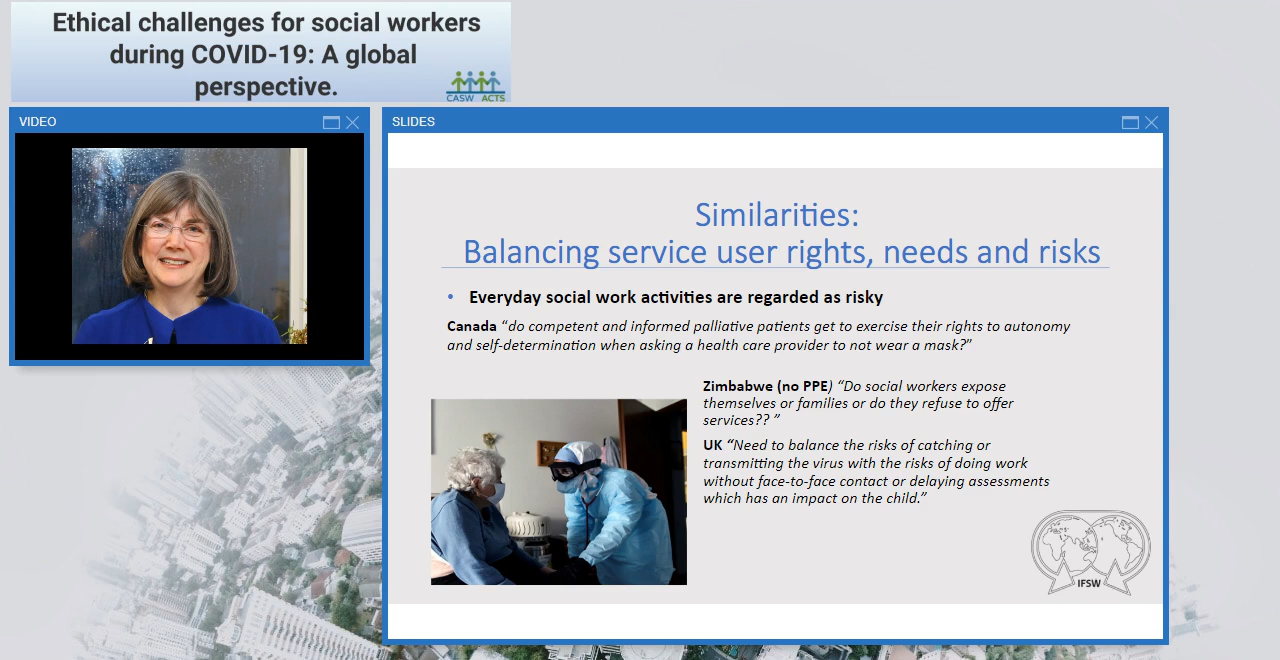 Ethical challenges for social workers
during COVID-19: A global
perspective.
CASW ACTS
VIDEO
SLIDES
Similarities:
Balancing service user rights, needs and risks
• Everyday social work activities are regarded as risky
Canada “do competent and informed palliative patients get to exercise their rights to autonomy
and self-determination when asking a health care provider to not wear a mask?”
Zimbabwe (no PPE) “Do social workers expose
themselves or families or do they refuse to offer
services?? ”
UK “Need to balance the risks of catching or
transmitting the virus with the risks of doing work
without face-to-face contact or delaying assessments
which has an impact on the child.”
IFSW